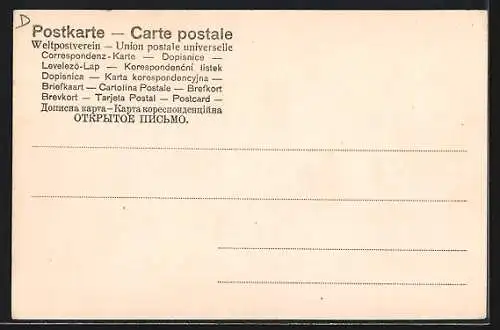 D
Postkarte — Carte postale
Weltpostverein — Union postale universelle
Correspondenz-Karte — Dopisnice —
Levelező-Lap — Korespondenční listek
Dopisnica — Karta korespondencyjna —
Briefkaart — Cartolina Postale — Brefkort
Brevkort — Tarjeta Postal — Postcard —
Дописна карта — Карта кореспонденційна
ОТКРЫТОЕ ПИСЬМО.